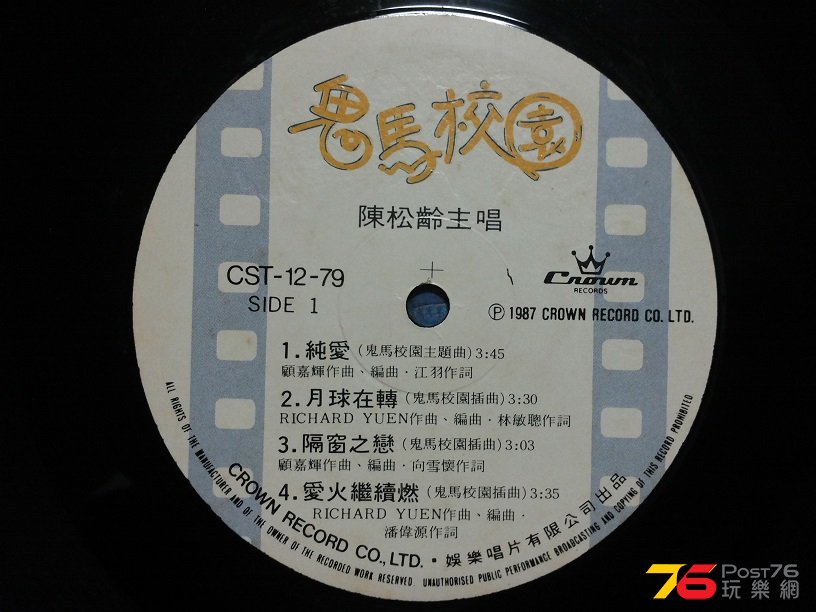 鬼馬校園
陳松齡主唱
CST-12-79
SIDE 1
Crown
RECORDS
Ⓟ 1987 CROWN RECORD CO. LTD.
1. 純愛 (鬼馬校園主題曲) 3:45
顧嘉輝作曲、編曲·江羽作詞
2. 月球在轉 (鬼馬校園插曲) 3:30
RICHARD YUEN作曲、編曲·林敏聰作詞
3. 隔窗之戀 (鬼馬校園插曲) 3:03
顧嘉輝作曲、編曲·向雪懷作詞
4. 愛火繼續燃 (鬼馬校園插曲) 3:35
RICHARD YUEN作曲、編曲·
潘偉源作詞
CROWN RECORD CO., LTD. · 娛樂唱片有限公司出品
ALL RIGHTS OF THE MANUFACTURER AND OF THE OWNER OF THE RECORDED WORK RESERVED. UNAUTHORISED PUBLIC PERFORMANCE BROADCASTING AND COPYING OF THIS RECORD PROHIBITED
76 Post76
玩樂網